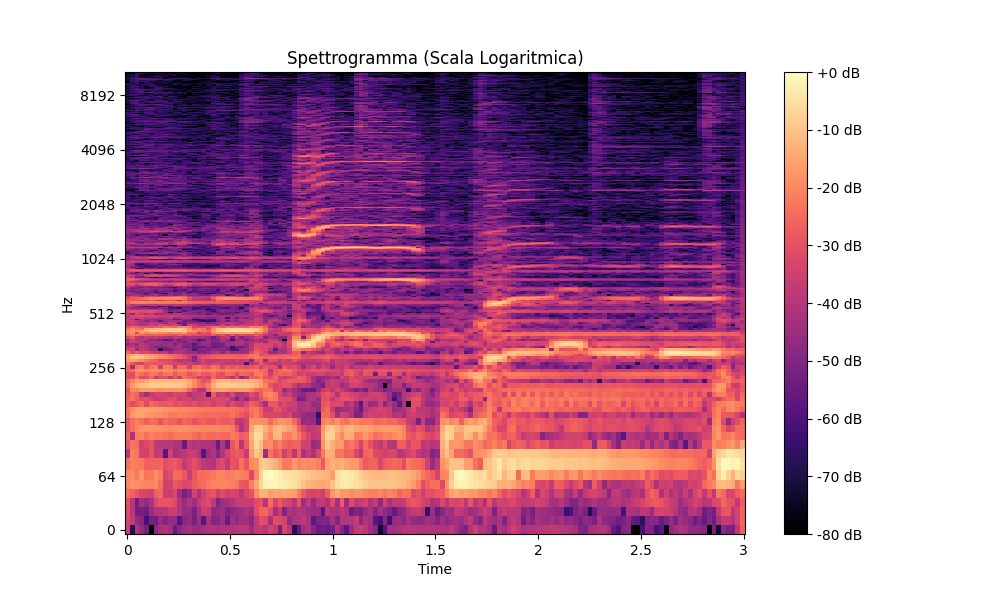 Spettrogramma (Scala Logaritmica)
Hz
8192
4096
2048
1024
512
256
128
64
0
0 0.5 1 1.5 2 2.5 3
Time
+0 dB
-10 dB
-20 dB
-30 dB
-40 dB
-50 dB
-60 dB
-70 dB
-80 dB